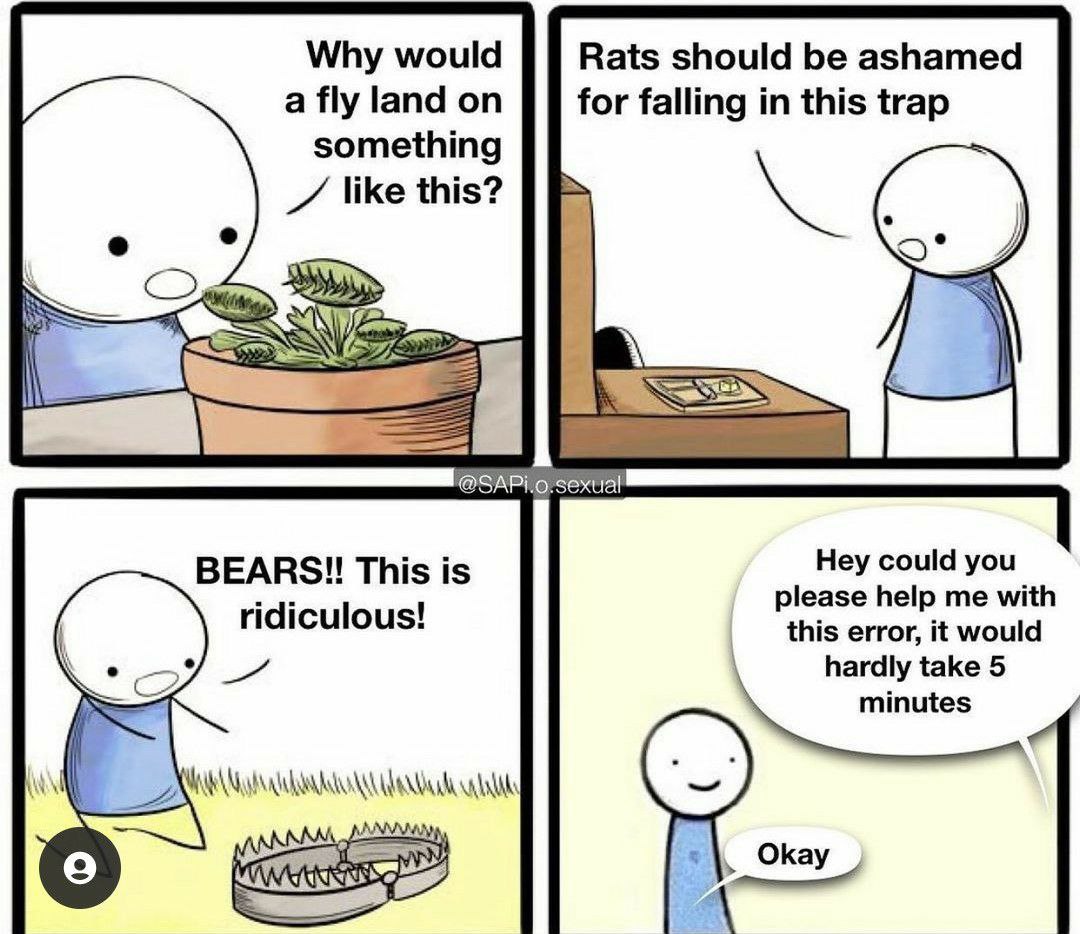 Why would
a fly land on
something
like this?
Rats should be ashamed
for falling in this trap
@SAPi.o.sexual
BEARS!! This is
ridiculous!
Hey could you
please help me with
this error, it would
hardly take 5
minutes
Okay